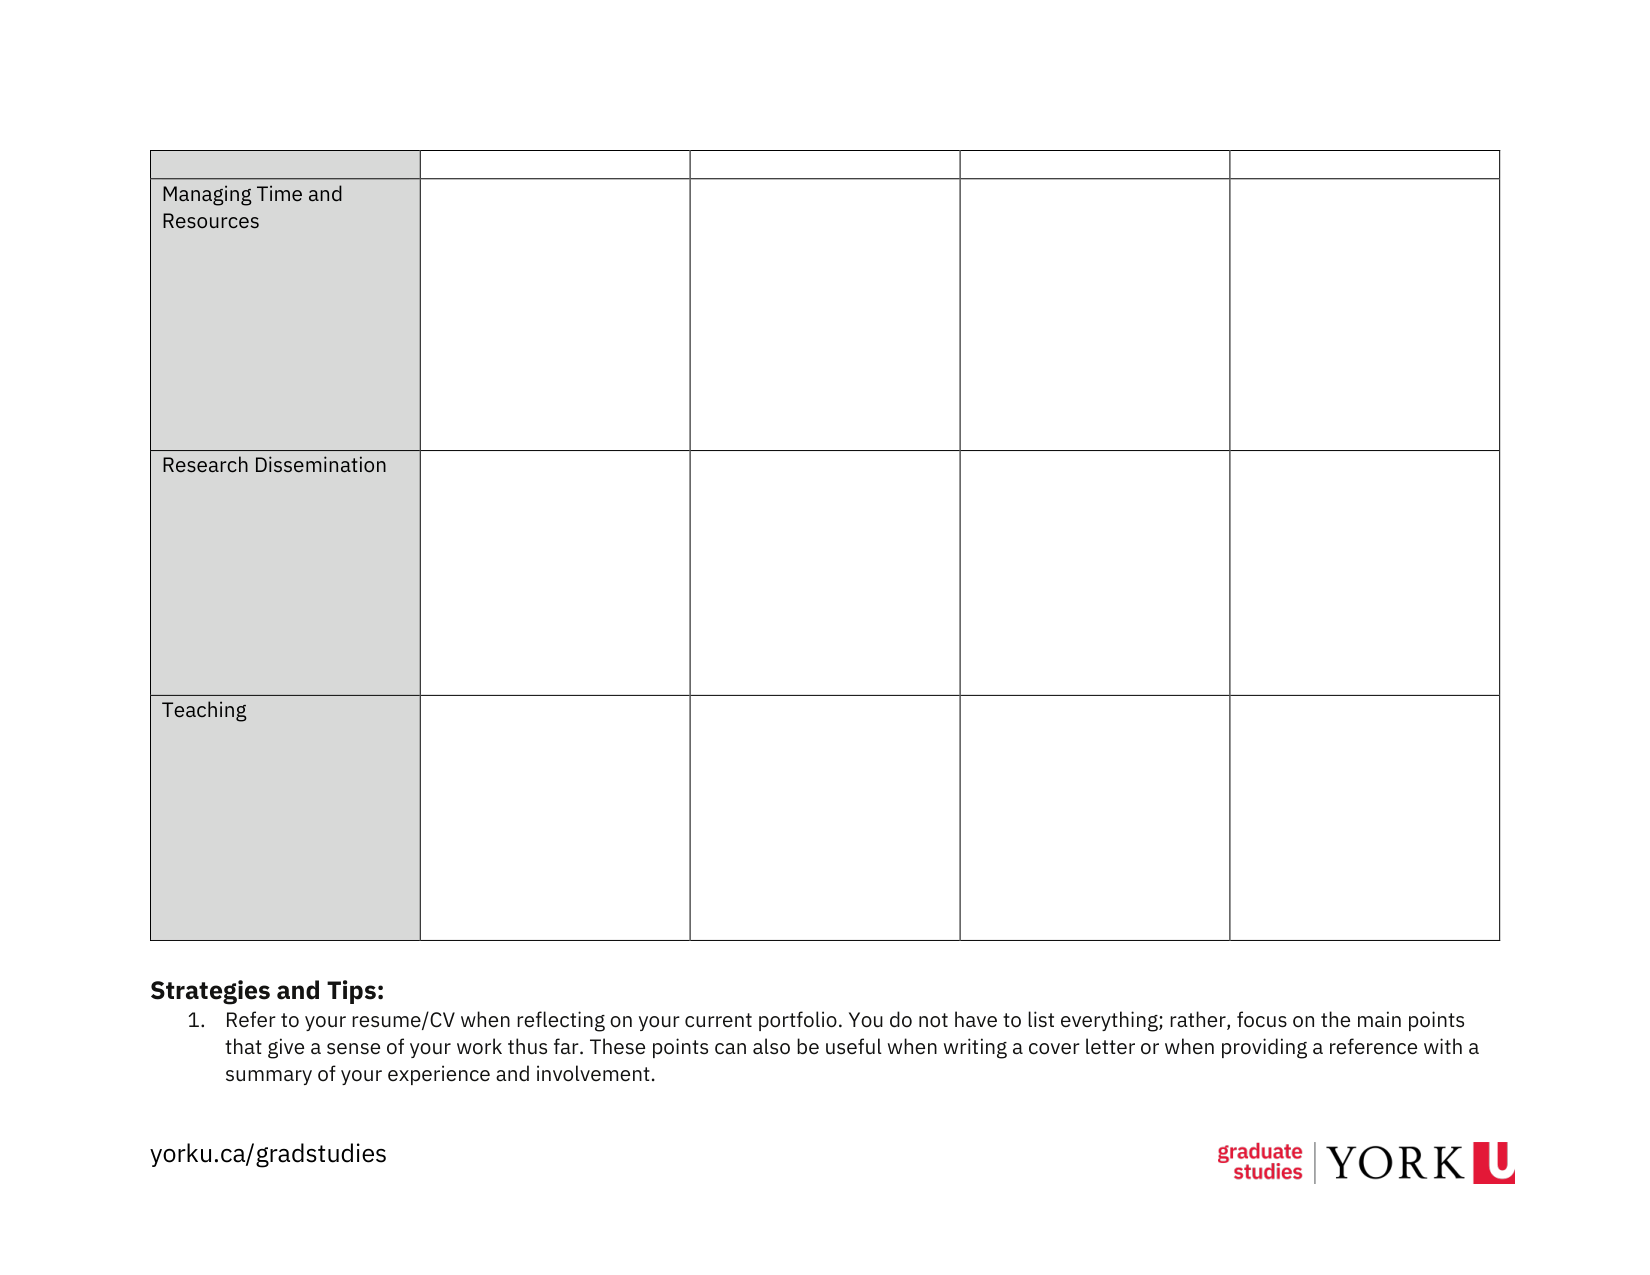 Managing Time and
Resources
Research Dissemination
Teaching
Strategies and Tips:
1. Refer to your resume/CV when reflecting on your current portfolio. You do not have to list everything; rather, focus on the main points
that give a sense of your work thus far. These points can also be useful when writing a cover letter or when providing a reference with a
summary of your experience and involvement.
yorku.ca/gradstudies
graduate
studies
YORK U